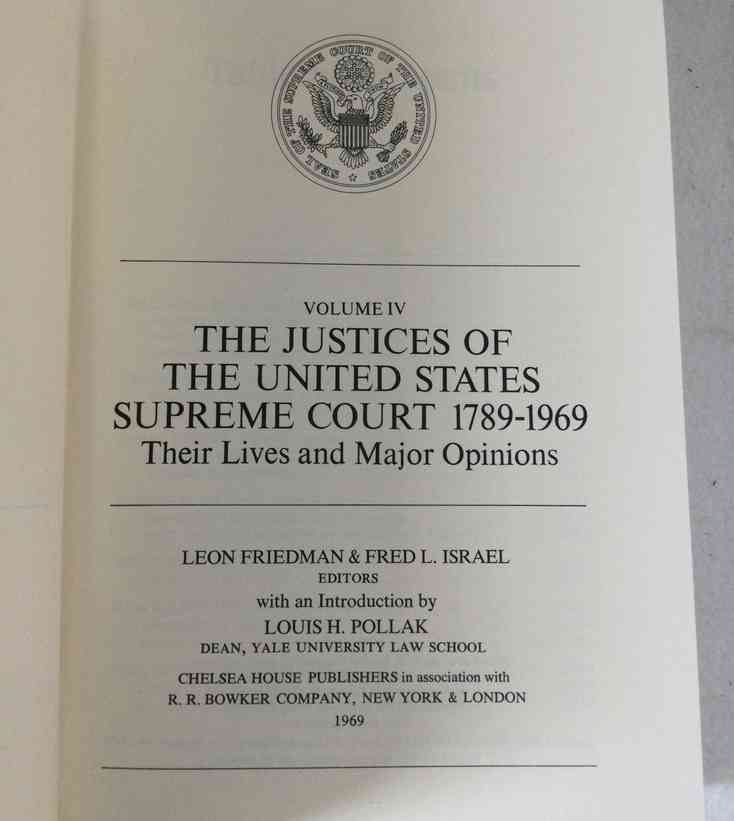 SEAL OF THE SUPREME COURT OF THE UNITED STATES
VOLUME IV
THE JUSTICES OF
THE UNITED STATES
SUPREME COURT 1789-1969
Their Lives and Major Opinions
LEON FRIEDMAN & FRED L. ISRAEL
EDITORS
with an Introduction by
LOUIS H. POLLAK
DEAN, YALE UNIVERSITY LAW SCHOOL
CHELSEA HOUSE PUBLISHERS in association with
R. R. BOWKER COMPANY, NEW YORK & LONDON
1969